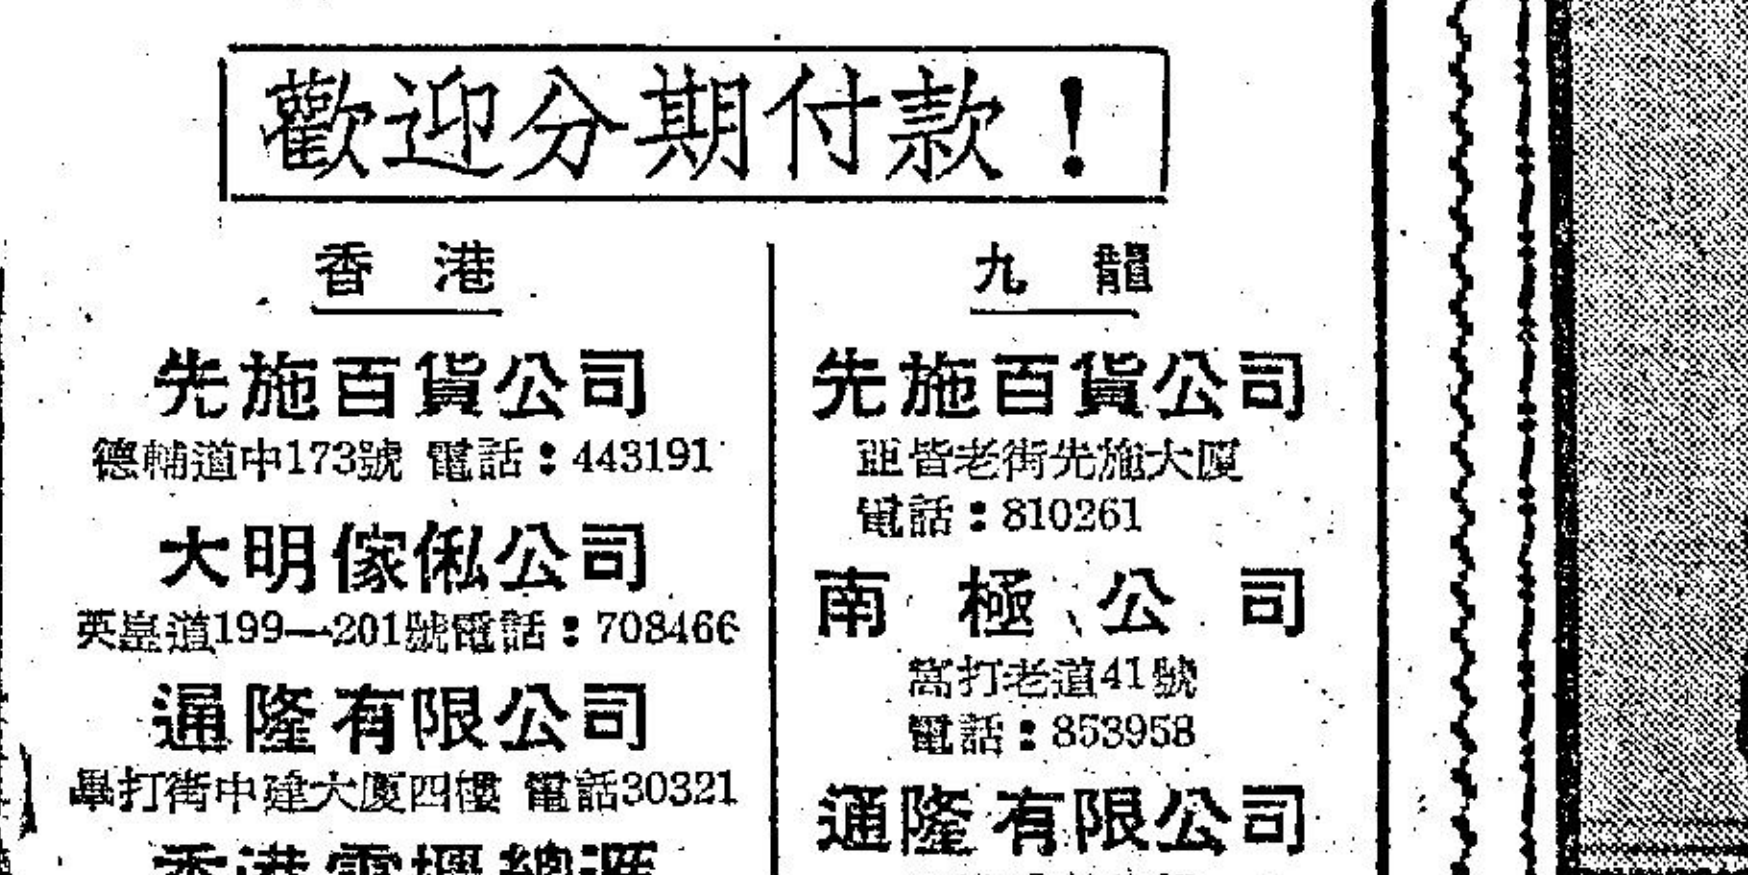 歡迎分期付款！
香港
先施百貨公司
德輔道中173號 電話：443191
大明傢俬公司
英皇道199—201號電話：708466
通隆有限公司
畢打街中建大廈四樓 電話30321
九龍
先施百貨公司
亞皆老街先施大厦
電話：810261
南極公司
窩打老道41號
電話：853958
通隆有限公司